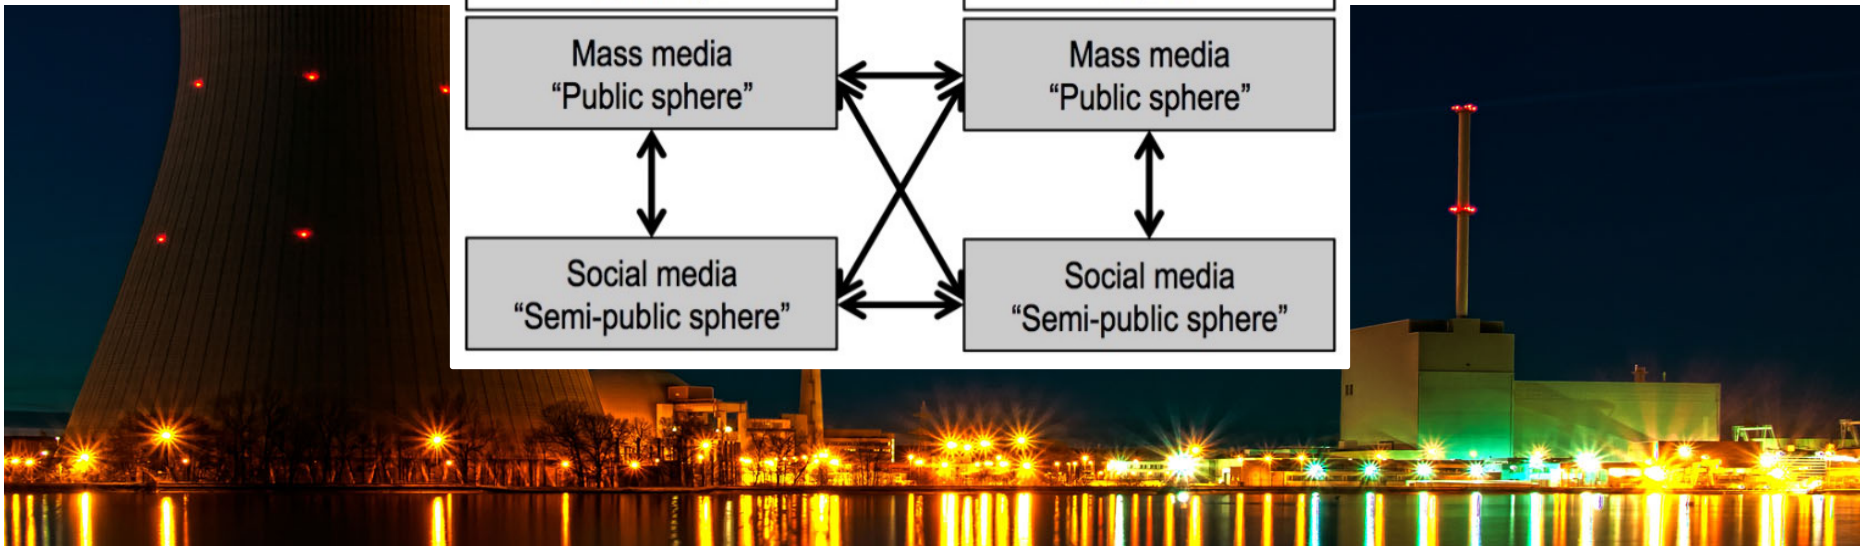 Mass media
“Public sphere”
Mass media
“Public sphere”
Social media
“Semi-public sphere”
Social media
“Semi-public sphere”